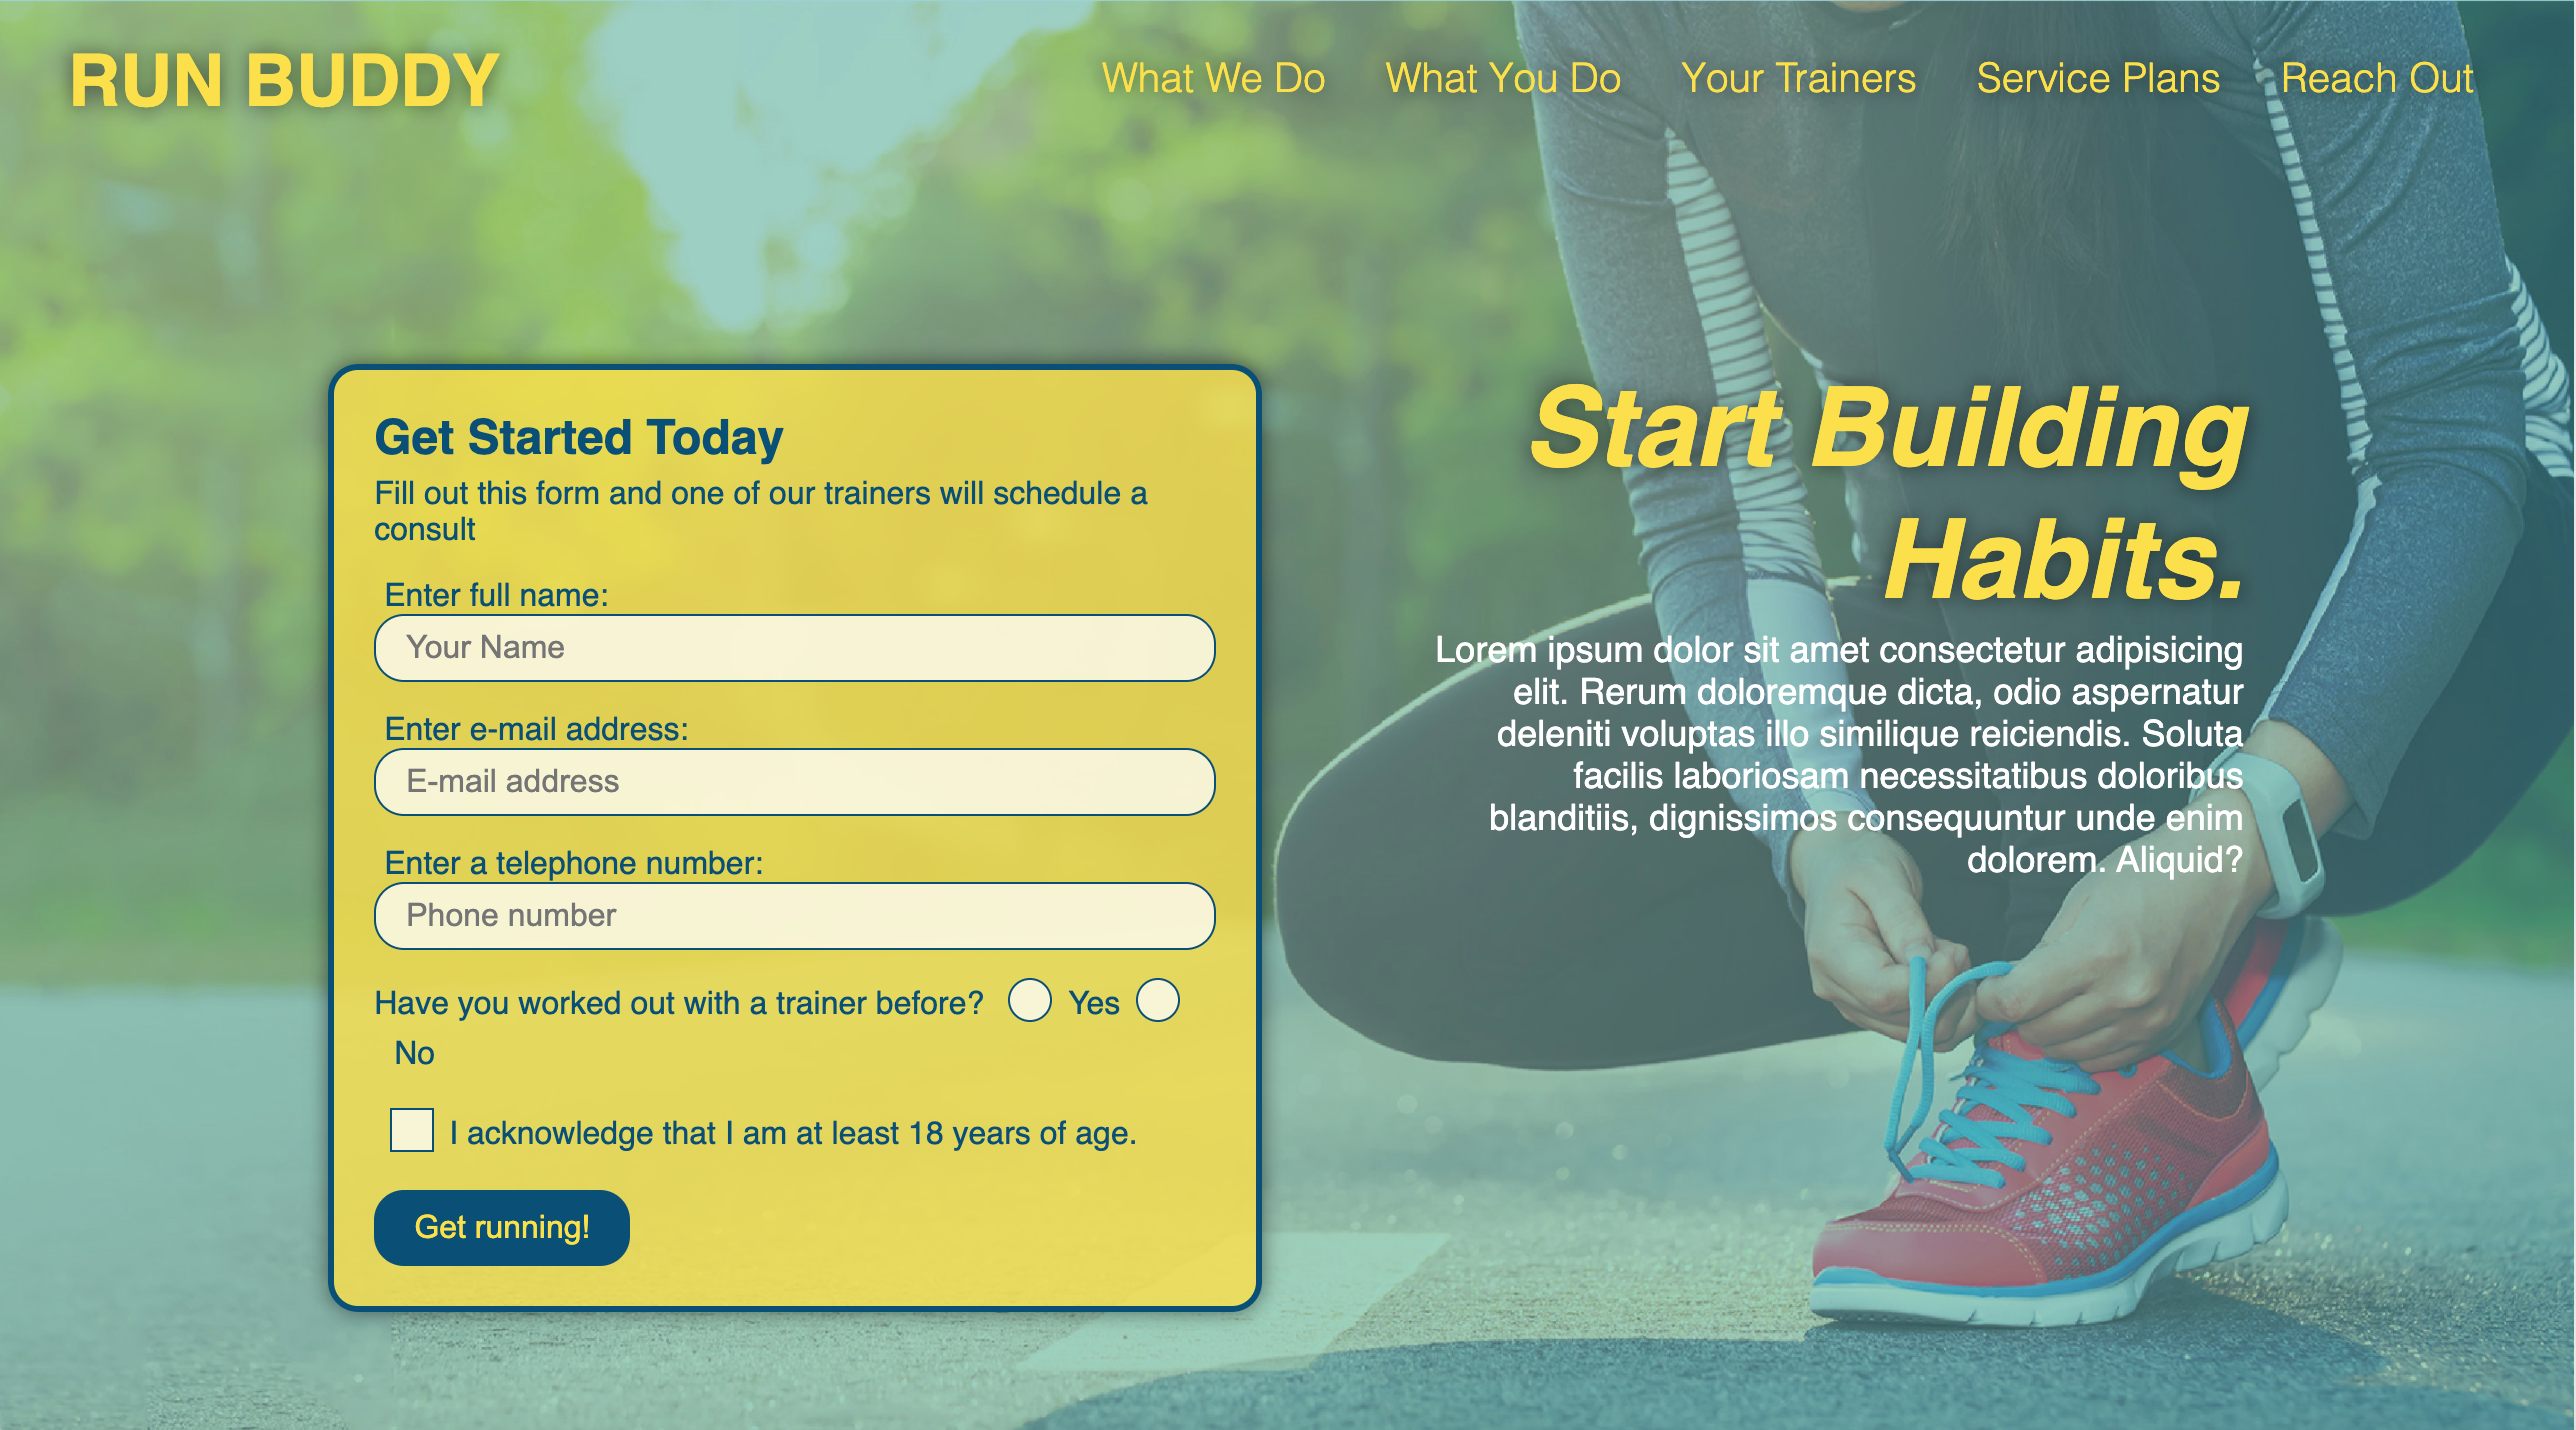 RUN BUDDY
What We Do
What You Do
Your Trainers
Service Plans
Reach Out
Get Started Today
Fill out this form and one of our trainers will schedule a
consult
Enter full name:
Your Name
Enter e-mail address:
E-mail address
Enter a telephone number:
Phone number
Have you worked out with a trainer before? Yes
No
I acknowledge that I am at least 18 years of age.
Get running!
Start Building
Habits.
Lorem ipsum dolor sit amet consectetur adipisicing
elit. Rerum doloremque dicta, odio aspernatur
deleniti voluptas illo similique reiciendis. Soluta
facilis laboriosam necessitatibus doloribus
blanditiis, dignissimos consequuntur unde enim
dolorem. Aliquid?